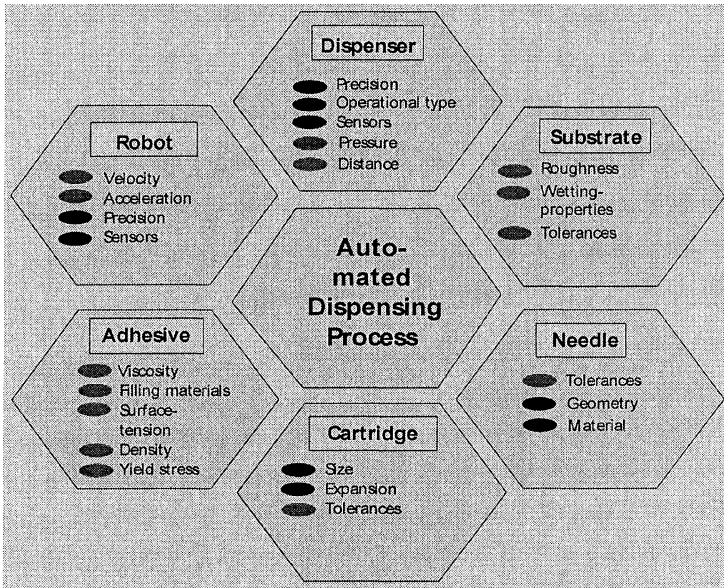 Dispenser
Precision
Operational type
Sensors
Pressure
Distance
Robot
Velocity
Acceleration
Precision
Sensors
Substrate
Roughness
Wetting-
properties
Tolerances
Auto-
mated
Dispensing
Process
Adhesive
Viscosity
Filling materials
Surface-
tension
Density
Yield stress
Needle
Tolerances
Geometry
Material
Cartridge
Size
Expansion
Tolerances